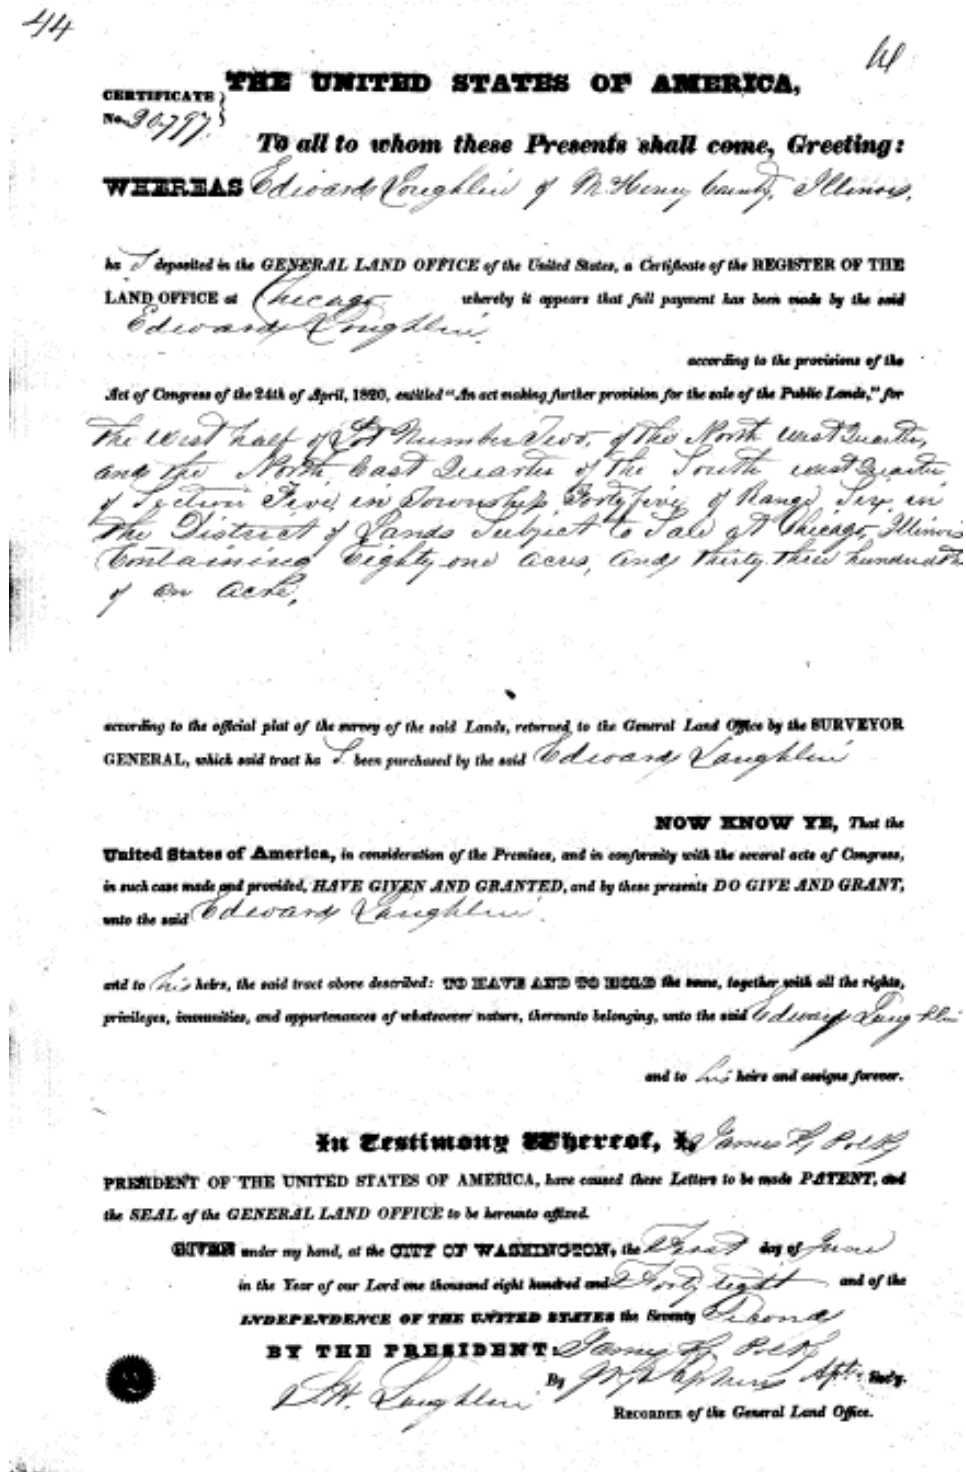 44
THE UNITED STATES OF AMERICA,
CERTIFICATE
No. 30,797.
To all to whom these Presents shall come, Greeting:
WHEREAS Edward Loughlin of McHenry County, Illinois,
ha s deposited in the GENERAL LAND OFFICE of the United States, a Certificate of the REGISTER OF THE
LAND OFFICE at Chicago whereby it appears that full payment has been made by the said
Edward Loughlin
according to the provisions of the
Act of Congress of the 24th of April, 1820, entitled "An act making further provision for the sale of the Public Lands," for
the West half of Lot Number Two, of the North West Quarter,
and the North East Quarter of the South West Quarter
of Section Five, in Township Forty five, of Range Six, in
the District of Lands Subject to Sale at Chicago, Illinois
Containing Eighty one acres, and thirty three hundredths
of an acre,
according to the official plat of the survey of the said Lands, returned to the General Land Office by the SURVEYOR
GENERAL, which said tract ha s been purchased by the said Edward Laughlin
NOW KNOW YE, That the
United States of America, in consideration of the Premises, and in conformity with the several acts of Congress,
in such case made and provided, HAVE GIVEN AND GRANTED, and by these presents DO GIVE AND GRANT,
unto the said Edward Laughlin
and to his heirs, the said tract above described: TO HAVE AND TO HOLD the same, together with all the rights,
privileges, immunities, and appurtenances of whatsoever nature, thereunto belonging, unto the said Edward Laughlin
and to his heirs and assigns forever.
In Testimony Whereof, I, James K. Polk
PRESIDENT OF THE UNITED STATES OF AMERICA, have caused these Letters to be made PATENT, and
the SEAL of the GENERAL LAND OFFICE to be hereunto affixed.
GIVEN under my hand, at the CITY OF WASHINGTON, the First day of June
in the Year of our Lord one thousand eight hundred and Forty eight and of the
INDEPENDENCE OF THE UNITED STATES the Seventy Second
BY THE PRESIDENT: James K. Polk
By J. K. Stephens Ast. Sec'y.
S. H. Laughlin
RECORDER of the General Land Office.